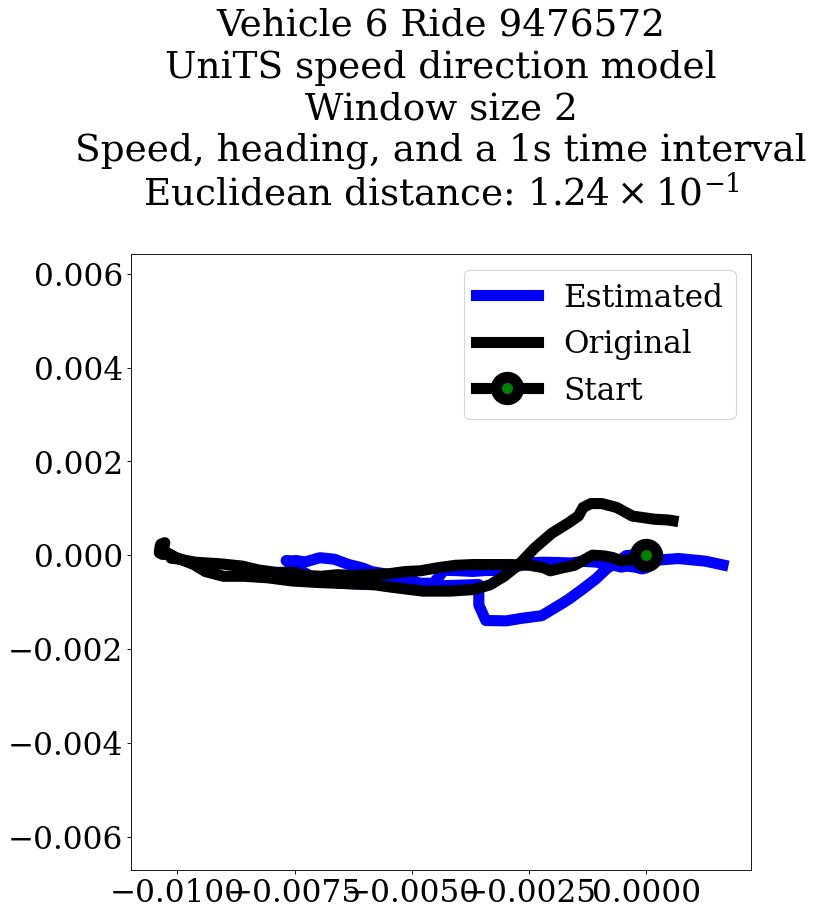 Vehicle 6 Ride 9476572
UniTS speed direction model
Window size 2
Speed, heading, and a 1s time interval
Euclidean distance: 1.24 × 10⁻¹
Estimated
Original
Start
0.006
0.004
0.002
0.000
−0.002
−0.004
−0.006
−0.0100 −0.0075 −0.0050 −0.0025 0.0000